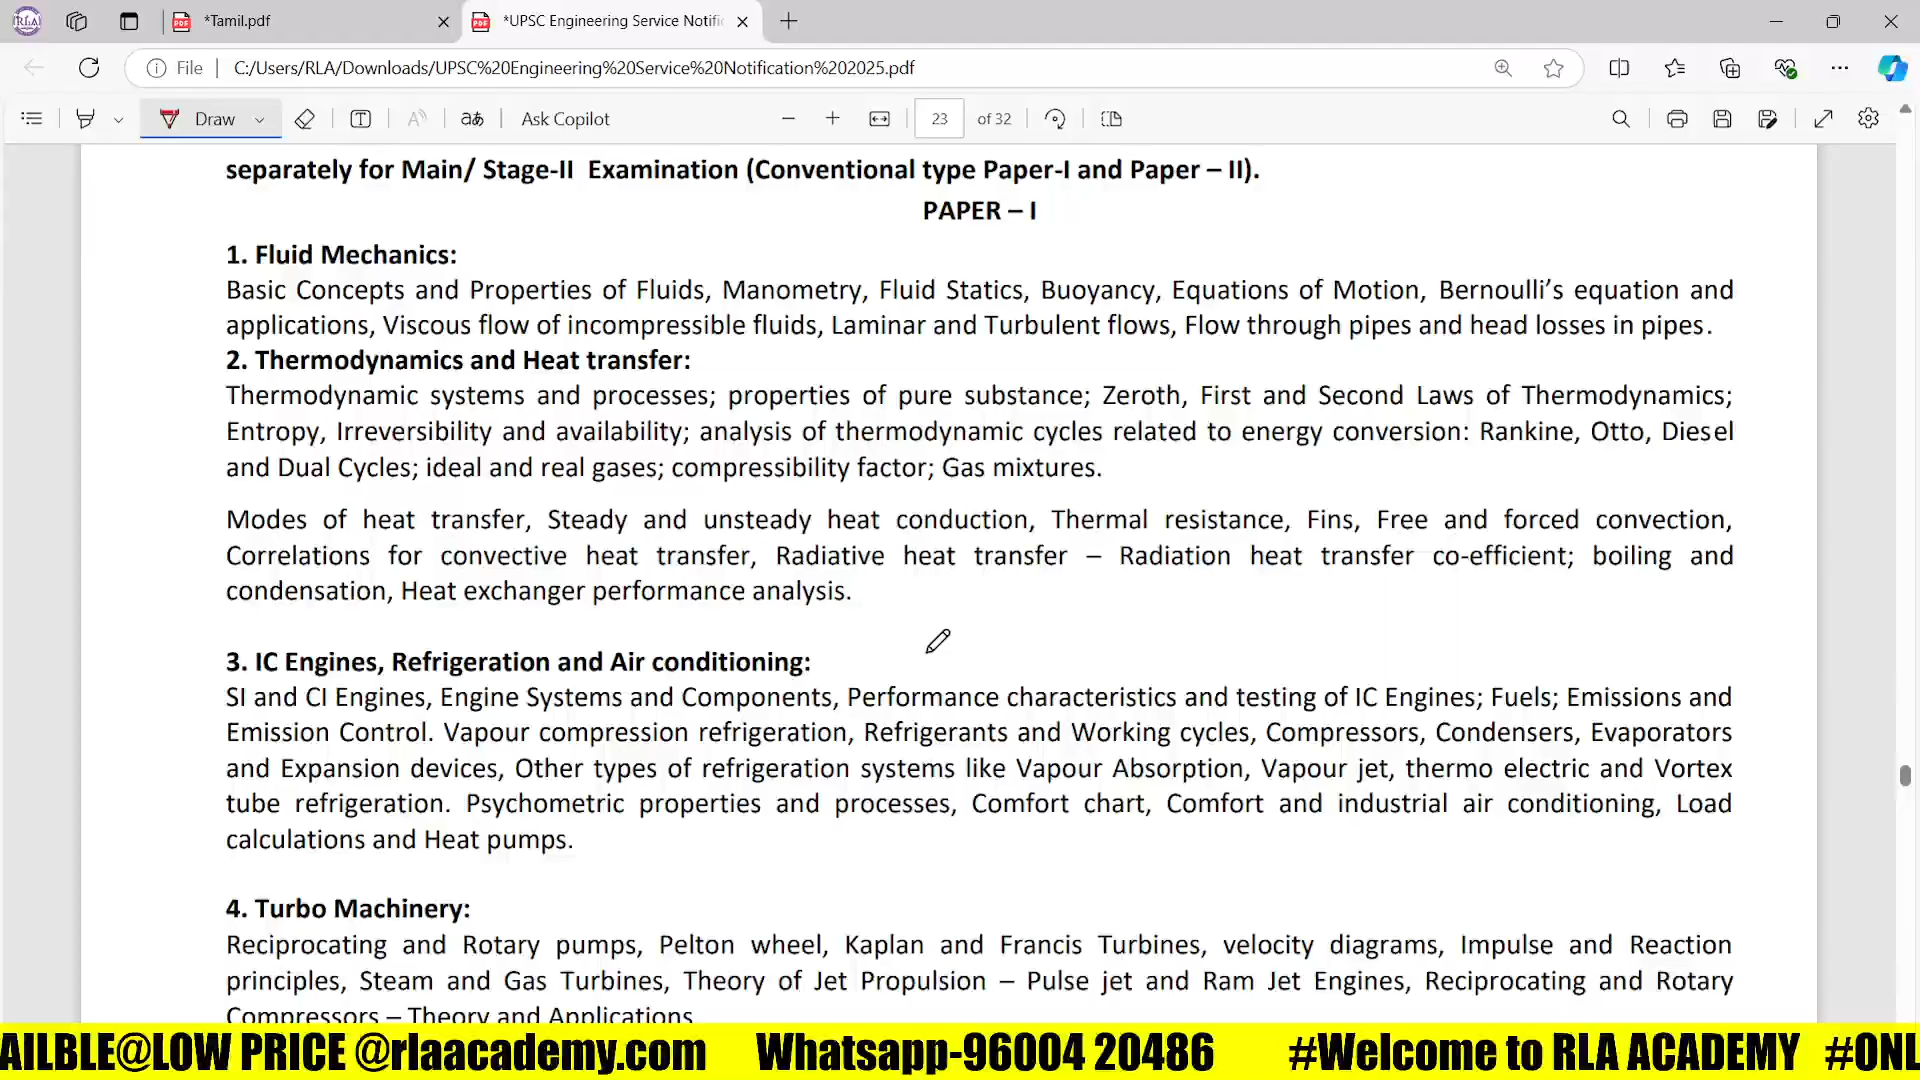 RLA
*Tamil.pdf
*UPSC Engineering Service Notific
File
C:/Users/RLA/Downloads/UPSC%20Engineering%20Service%20Notification%202025.pdf
Draw
Ask Copilot
23 of 32
separately for Main/ Stage-II Examination (Conventional type Paper-I and Paper – II).
PAPER – I
1. Fluid Mechanics:
Basic Concepts and Properties of Fluids, Manometry, Fluid Statics, Buoyancy, Equations of Motion, Bernoulli’s equation and
applications, Viscous flow of incompressible fluids, Laminar and Turbulent flows, Flow through pipes and head losses in pipes.
2. Thermodynamics and Heat transfer:
Thermodynamic systems and processes; properties of pure substance; Zeroth, First and Second Laws of Thermodynamics;
Entropy, Irreversibility and availability; analysis of thermodynamic cycles related to energy conversion: Rankine, Otto, Diesel
and Dual Cycles; ideal and real gases; compressibility factor; Gas mixtures.
Modes of heat transfer, Steady and unsteady heat conduction, Thermal resistance, Fins, Free and forced convection,
Correlations for convective heat transfer, Radiative heat transfer – Radiation heat transfer co-efficient; boiling and
condensation, Heat exchanger performance analysis.
3. IC Engines, Refrigeration and Air conditioning:
SI and CI Engines, Engine Systems and Components, Performance characteristics and testing of IC Engines; Fuels; Emissions and
Emission Control. Vapour compression refrigeration, Refrigerants and Working cycles, Compressors, Condensers, Evaporators
and Expansion devices, Other types of refrigeration systems like Vapour Absorption, Vapour jet, thermo electric and Vortex
tube refrigeration. Psychometric properties and processes, Comfort chart, Comfort and industrial air conditioning, Load
calculations and Heat pumps.
4. Turbo Machinery:
Reciprocating and Rotary pumps, Pelton wheel, Kaplan and Francis Turbines, velocity diagrams, Impulse and Reaction
principles, Steam and Gas Turbines, Theory of Jet Propulsion – Pulse jet and Ram Jet Engines, Reciprocating and Rotary
Compressors – Theory and Applications
AILBLE@LOW PRICE @rlaacademy.com Whatsapp-96004 20486 #Welcome to RLA ACADEMY #ONL